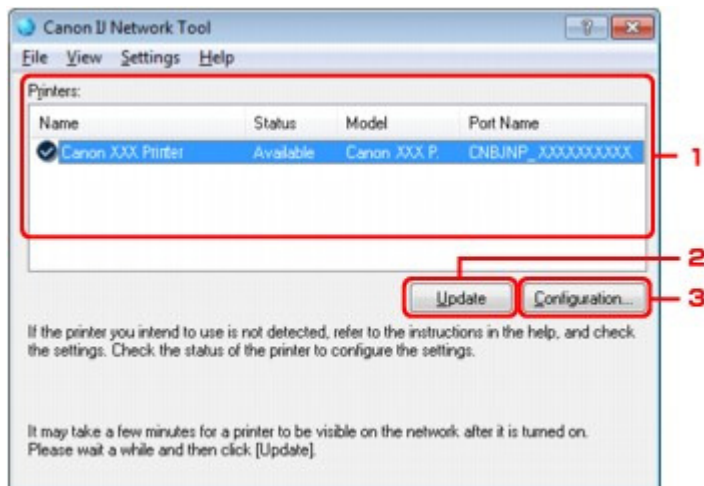 Canon IJ Network Tool
File View Settings Help
Printers:
Name Status Model Port Name
Canon XXX Printer Available Canon XXX P. CNBJNP_XXXXXXXXXX
1
2
Update Configuration...
3
If the printer you intend to use is not detected, refer to the instructions in the help, and check
the settings. Check the status of the printer to configure the settings.
It may take a few minutes for a printer to be visible on the network after it is turned on.
Please wait a while and then click [Update].